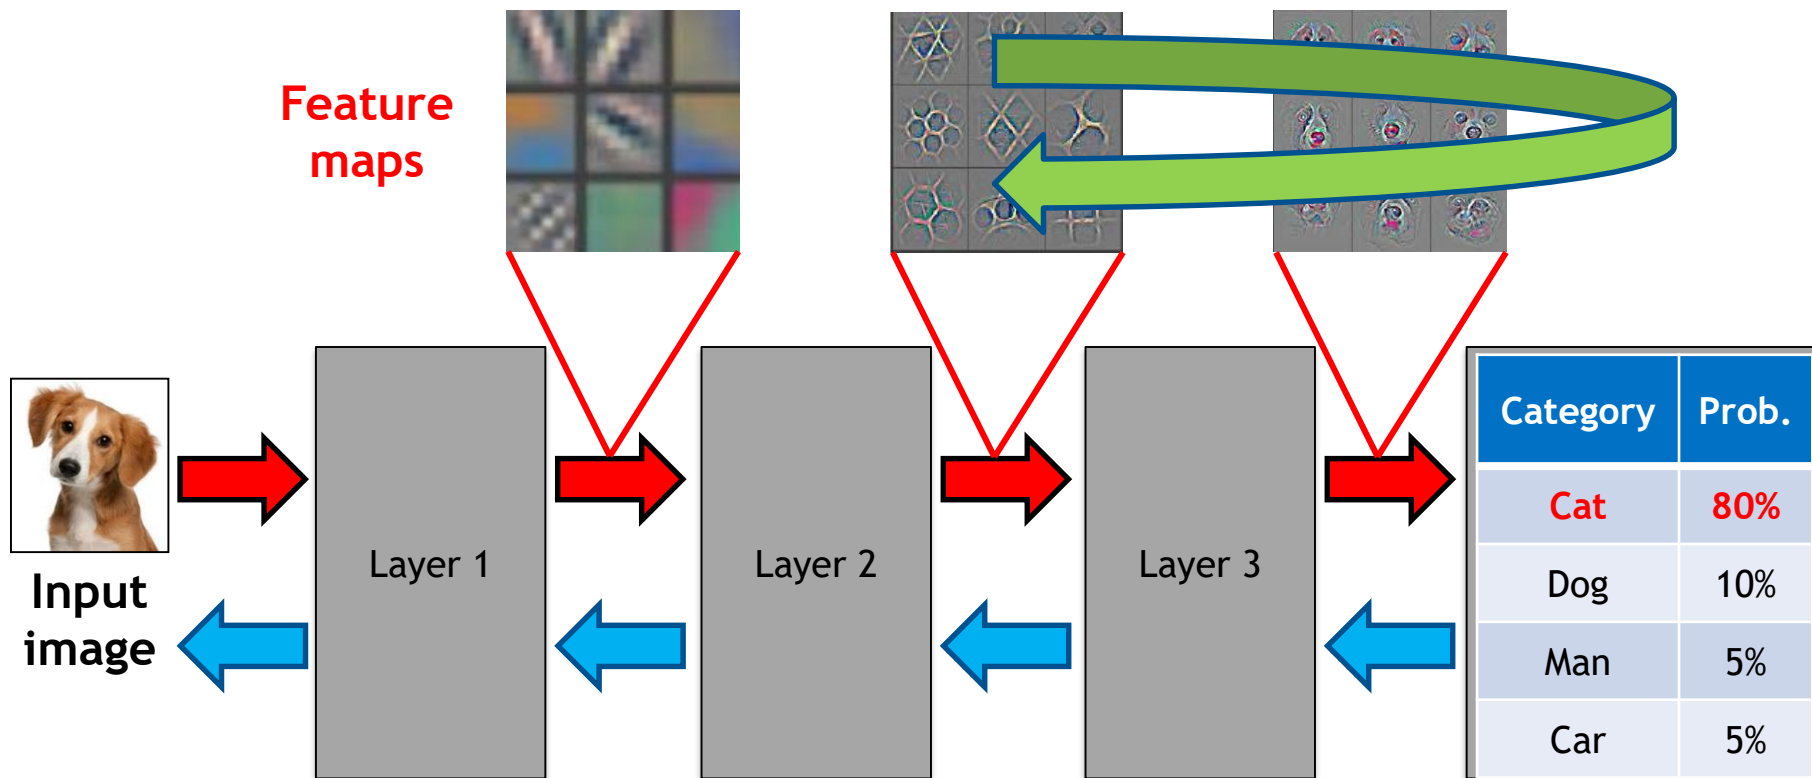 Feature
maps
Input
image
Layer 1
Layer 2
Layer 3
Category Prob.
Cat 80%
Dog 10%
Man 5%
Car 5%